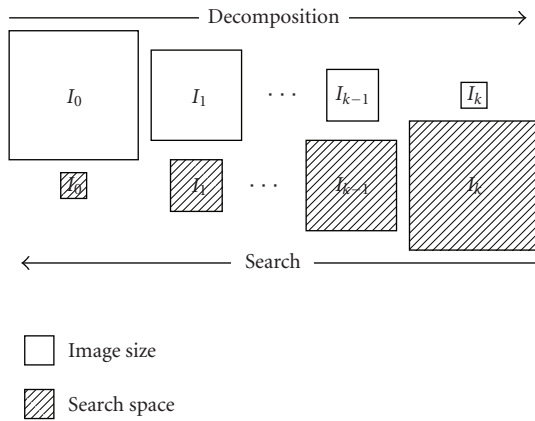 Decomposition
I₀ I₁ · · · Iₖ₋₁ Iₖ
I₀ I₁ · · · Iₖ₋₁ Iₖ
Search
Image size
Search space